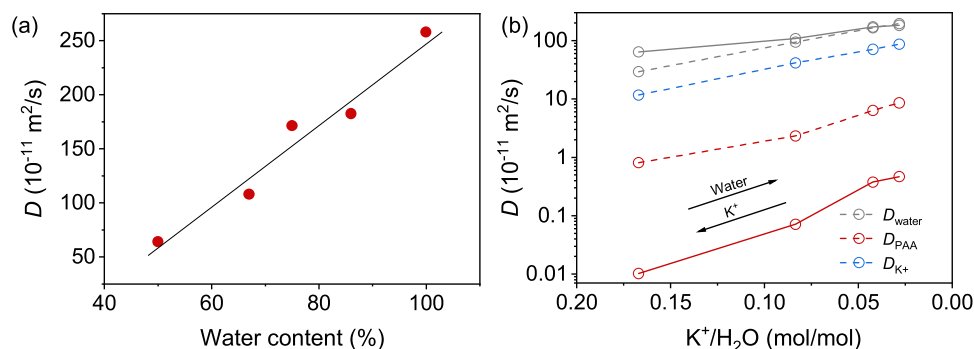 (a)
D (10⁻¹¹ m²/s)
250
200
150
100
50
40
60
80
100
Water content (%)
(b)
D (10⁻¹¹ m²/s)
100
10
1
0.1
0.01
Water
K⁺
D_water
D_PAA
D_K+
0.20
0.15
0.10
0.05
0.00
K⁺/H₂O (mol/mol)